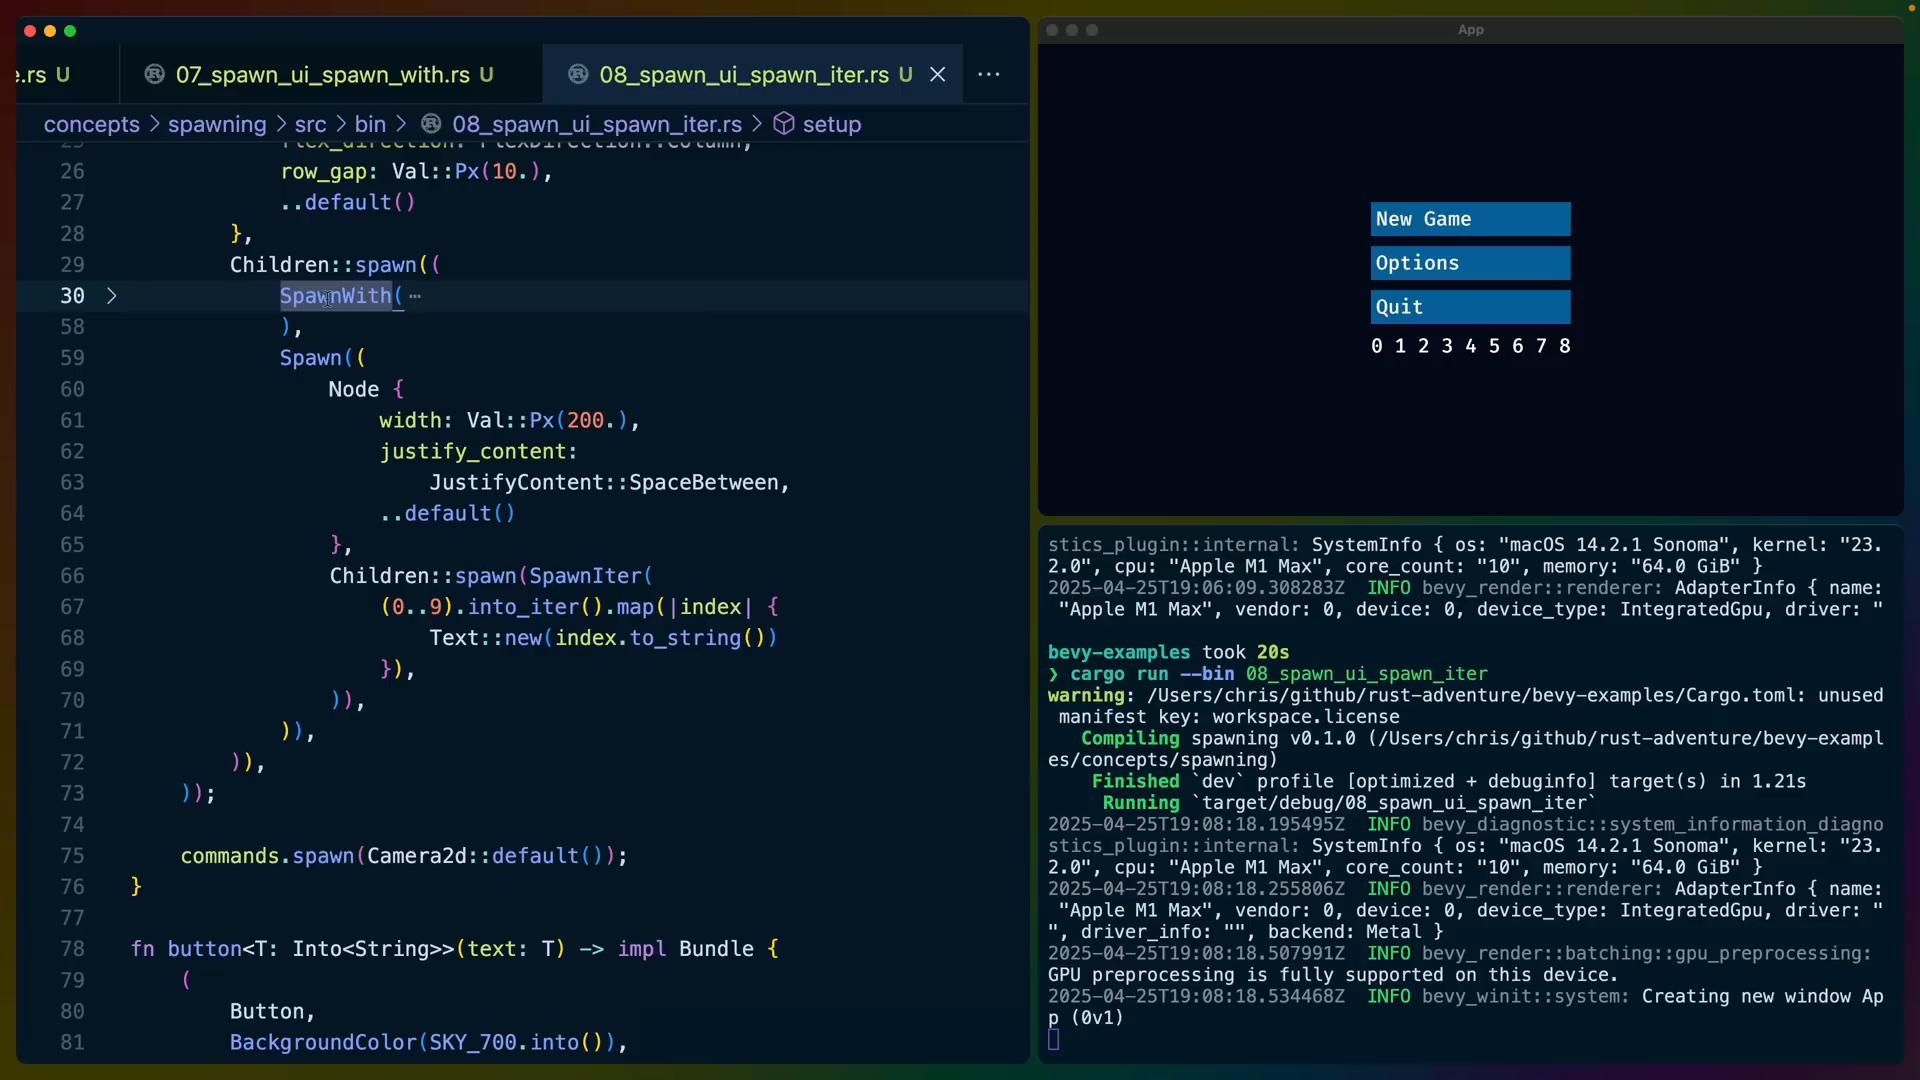 e.rs U
07_spawn_ui_spawn_with.rs U
08_spawn_ui_spawn_iter.rs U
concepts > spawning > src > bin > 08_spawn_ui_spawn_iter.rs > setup
25 flex_direction: FlexDirection::Column,
26 row_gap: Val::Px(10.),
27 ..default()
28 },
29 Children::spawn((
30 SpawnWith( ⋯
58 ),
59 Spawn((
60 Node {
61 width: Val::Px(200.),
62 justify_content:
63 JustifyContent::SpaceBetween,
64 ..default()
65 },
66 Children::spawn(SpawnIter(
67 (0..9).into_iter().map(|index| {
68 Text::new(index.to_string())
69 }),
70 )),
71 )),
72 )),
73 ));
74
75 commands.spawn(Camera2d::default());
76 }
77
78 fn button<T: Into<String>>(text: T) -> impl Bundle {
79 (
80 Button,
81 BackgroundColor(SKY_700.into()),
App
New Game
Options
Quit
0 1 2 3 4 5 6 7 8
stics_plugin::internal: SystemInfo { os: "macOS 14.2.1 Sonoma", kernel: "23.
2.0", cpu: "Apple M1 Max", core_count: "10", memory: "64.0 GiB" }
2025-04-25T19:06:09.308283Z  INFO bevy_render::renderer: AdapterInfo { name:
"Apple M1 Max", vendor: 0, device: 0, device_type: IntegratedGpu, driver: "
bevy-examples took 20s
❯ cargo run --bin 08_spawn_ui_spawn_iter
warning: /Users/chris/github/rust-adventure/bevy-examples/Cargo.toml: unused
manifest key: workspace.license
Compiling spawning v0.1.0 (/Users/chris/github/rust-adventure/bevy-exampl
es/concepts/spawning)
Finished `dev` profile [optimized + debuginfo] target(s) in 1.21s
Running `target/debug/08_spawn_ui_spawn_iter`
2025-04-25T19:08:18.195495Z  INFO bevy_diagnostic::system_information_diagno
stics_plugin::internal: SystemInfo { os: "macOS 14.2.1 Sonoma", kernel: "23.
2.0", cpu: "Apple M1 Max", core_count: "10", memory: "64.0 GiB" }
2025-04-25T19:08:18.255806Z  INFO bevy_render::renderer: AdapterInfo { name:
"Apple M1 Max", vendor: 0, device: 0, device_type: IntegratedGpu, driver: "
", driver_info: "", backend: Metal }
2025-04-25T19:08:18.507991Z  INFO bevy_render::batching::gpu_preprocessing:
GPU preprocessing is fully supported on this device.
2025-04-25T19:08:18.534468Z  INFO bevy_winit::system: Creating new window Ap
p (0v1)